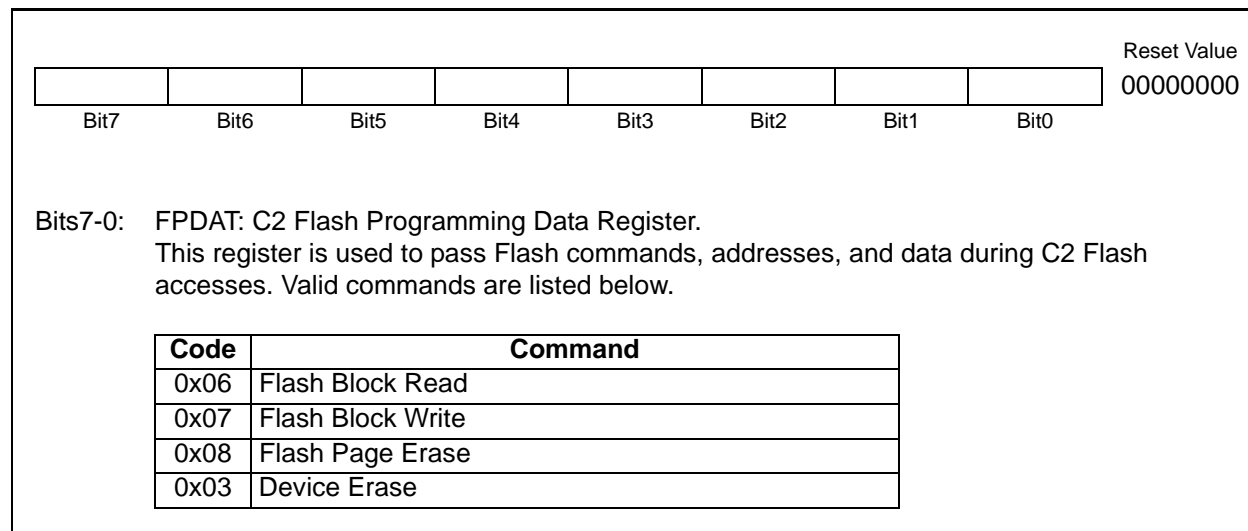 Reset Value
00000000
Bit7 Bit6 Bit5 Bit4 Bit3 Bit2 Bit1 Bit0
Bits7-0: FPDAT: C2 Flash Programming Data Register.
This register is used to pass Flash commands, addresses, and data during C2 Flash
accesses. Valid commands are listed below.
Code Command
0x06 Flash Block Read
0x07 Flash Block Write
0x08 Flash Page Erase
0x03 Device Erase